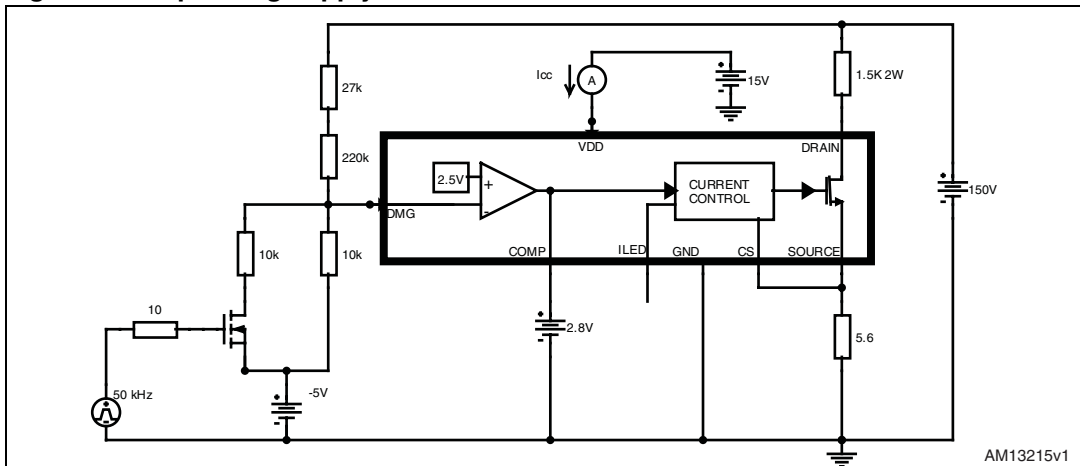 Icc
A
15V
1.5K 2W
27k
220k
VDD
DRAIN
2.5V
+
-
CURRENT
CONTROL
150V
DMG
10k
10k
COMP
ILED
GND
CS
SOURCE
10
2.8V
5.6
50 kHz
-5V
AM13215v1